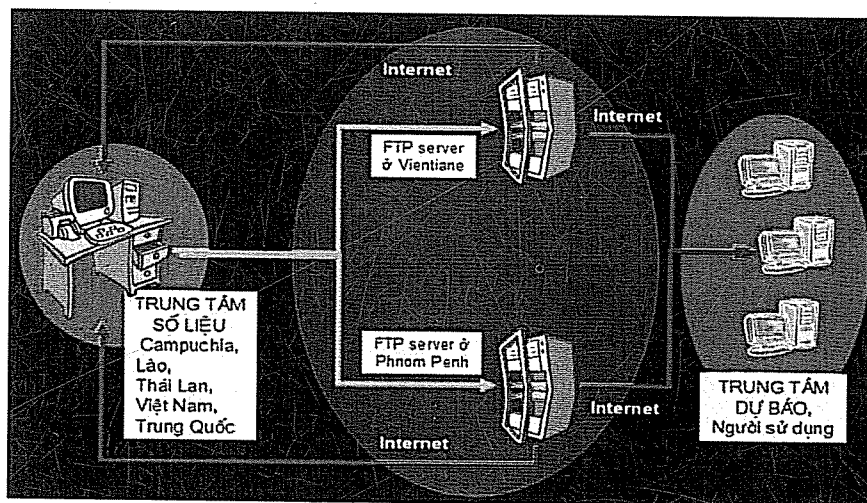 Internet
Internet
FTP server
ở Vientiane
TRUNG TÂM
SỐ LIỆU
Campuchia,
Lào,
Thái Lan,
Việt Nam,
Trung Quốc
FTP server ở
Phnom Penh
Internet
Internet
TRUNG TÂM
DỰ BÁO,
Người sử dụng